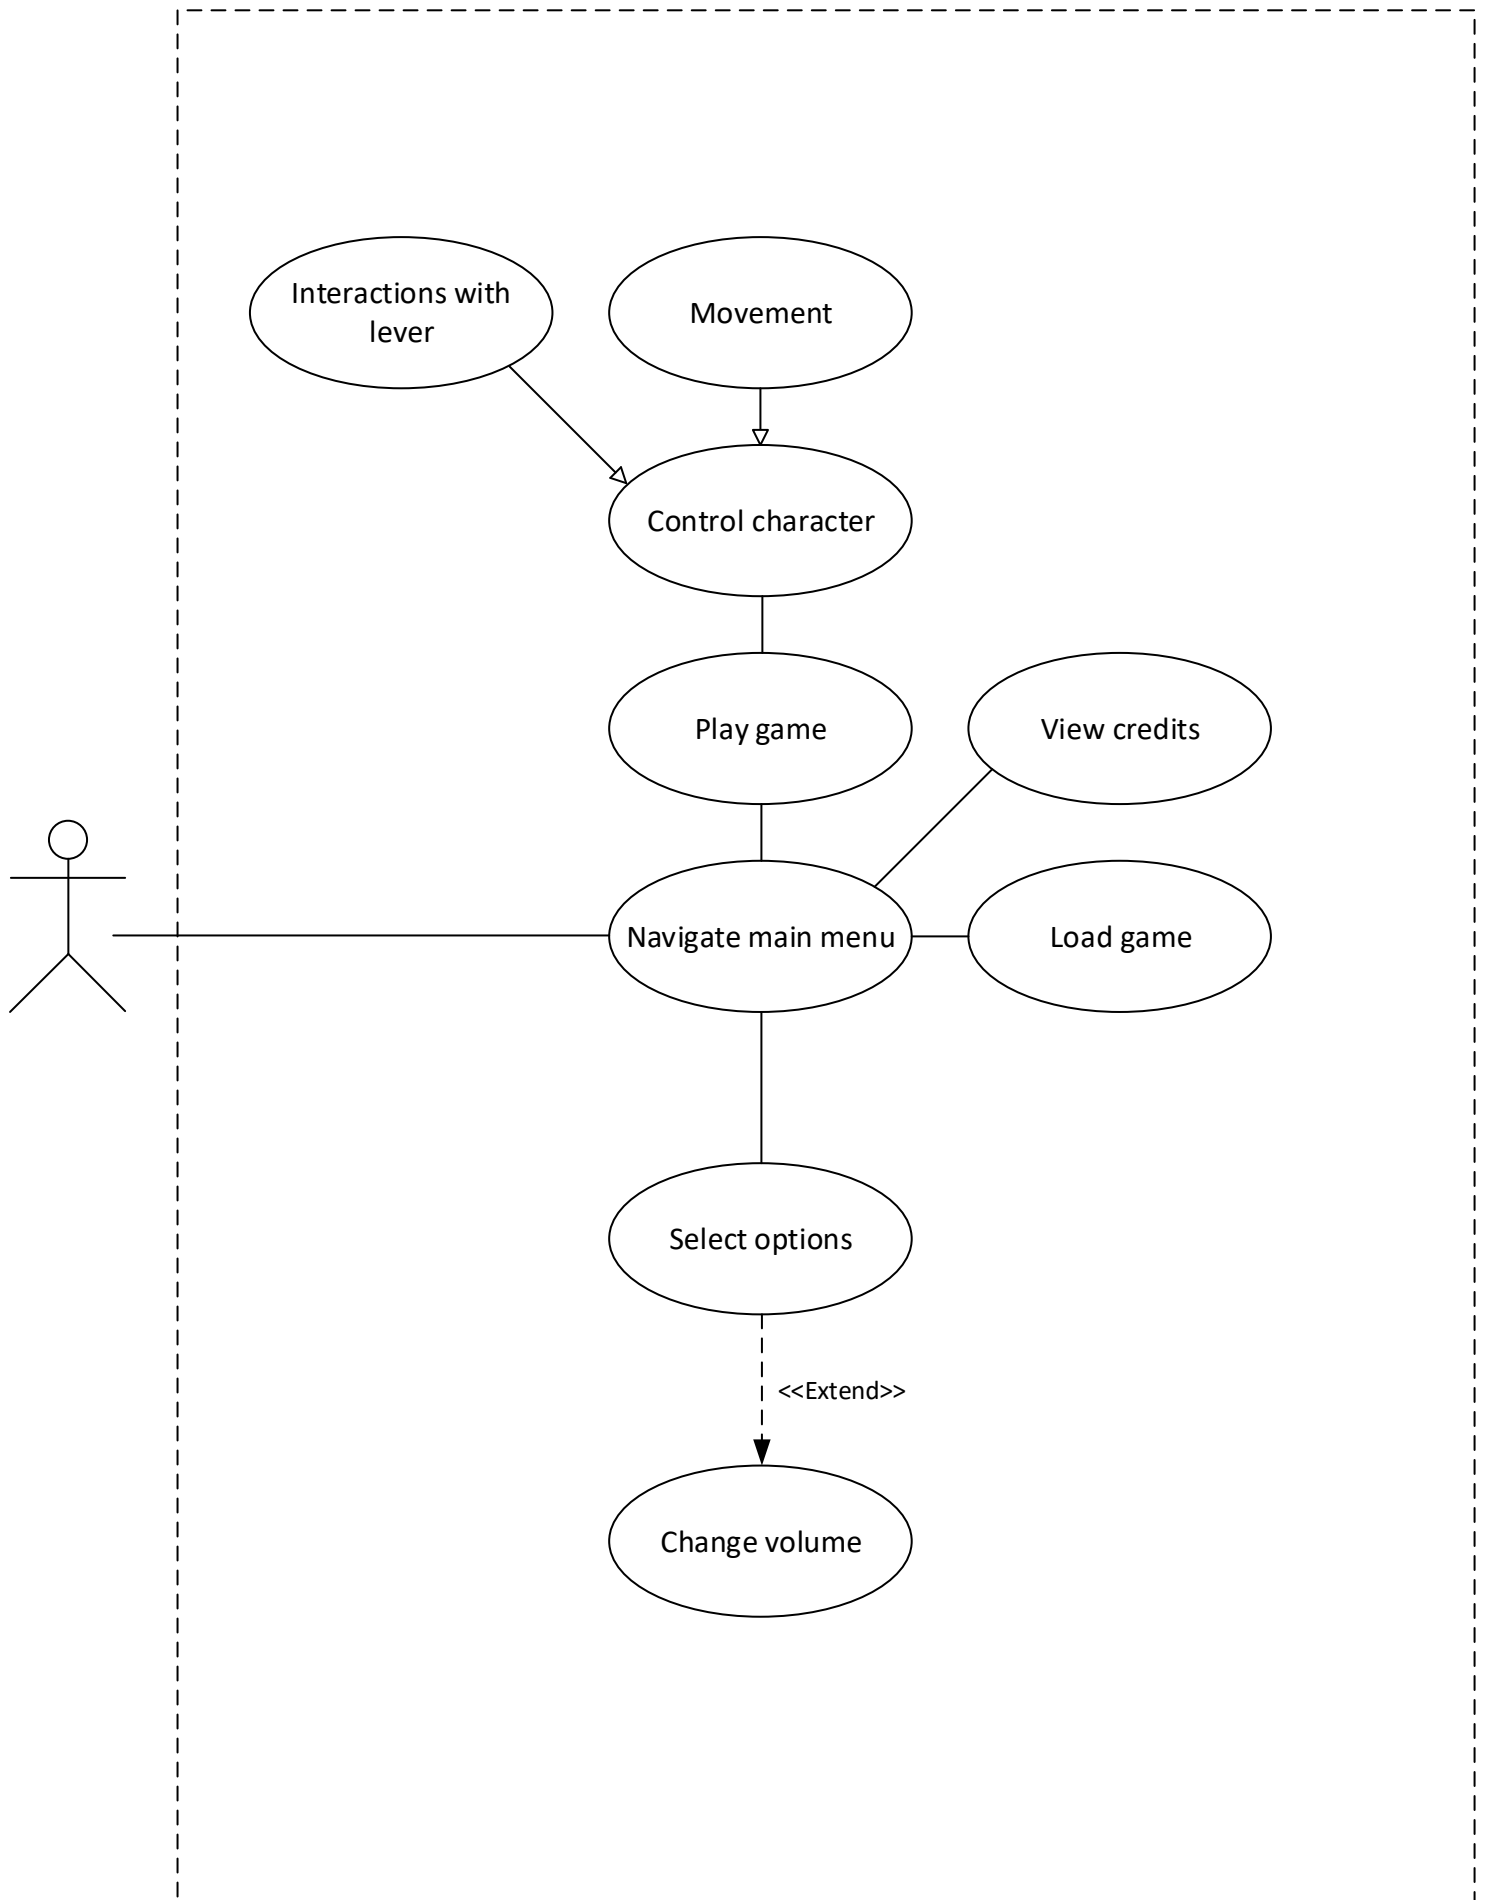 Interactions with
lever
Movement
Control character
Play game
View credits
Navigate main menu
Load game
Select options
<<Extend>>
Change volume